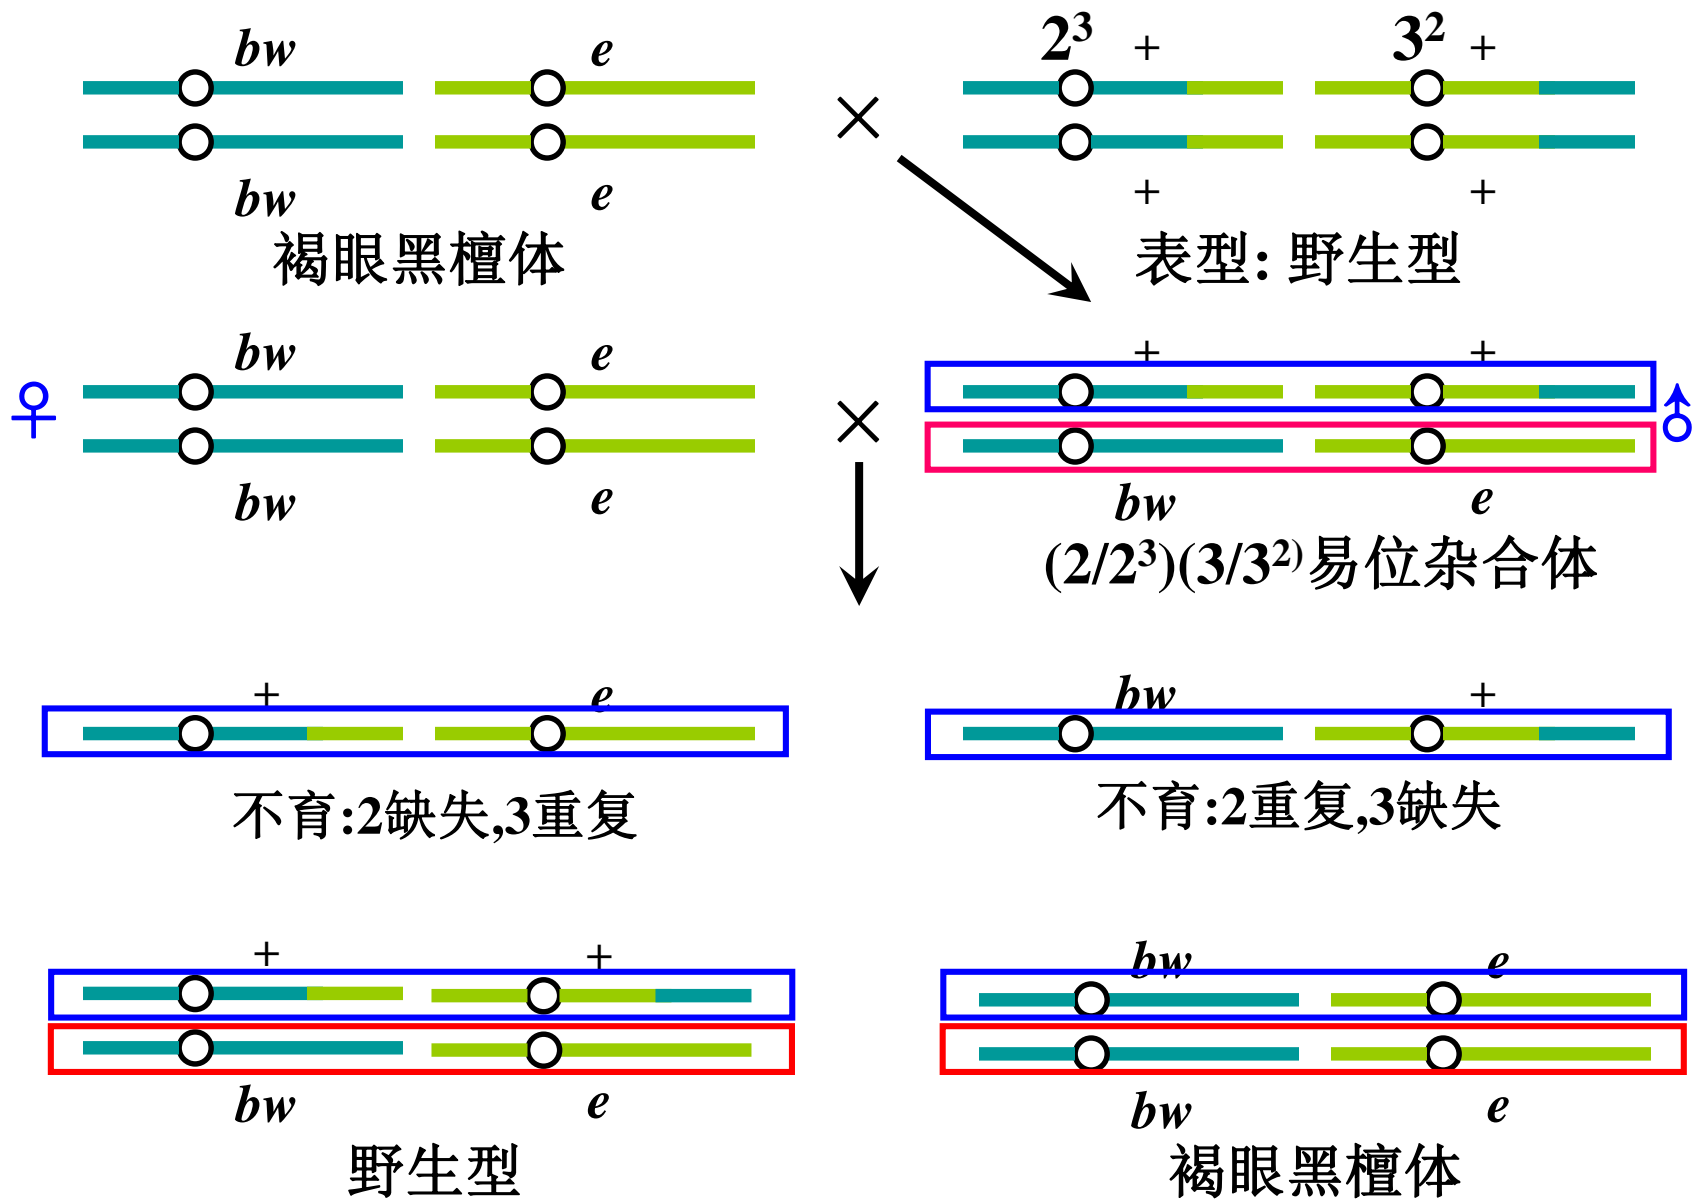 bw e 2³ + 3² +
bw e + +
褐眼黑檀体 表型: 野生型
bw e + +
♀ × ♂
bw e bw e
(2/2³)(3/3²⁾易位杂合体
+ e bw +
不育:2缺失,3重复 不育:2重复,3缺失
+ + bw e
bw e bw e
野生型 褐眼黑檀体